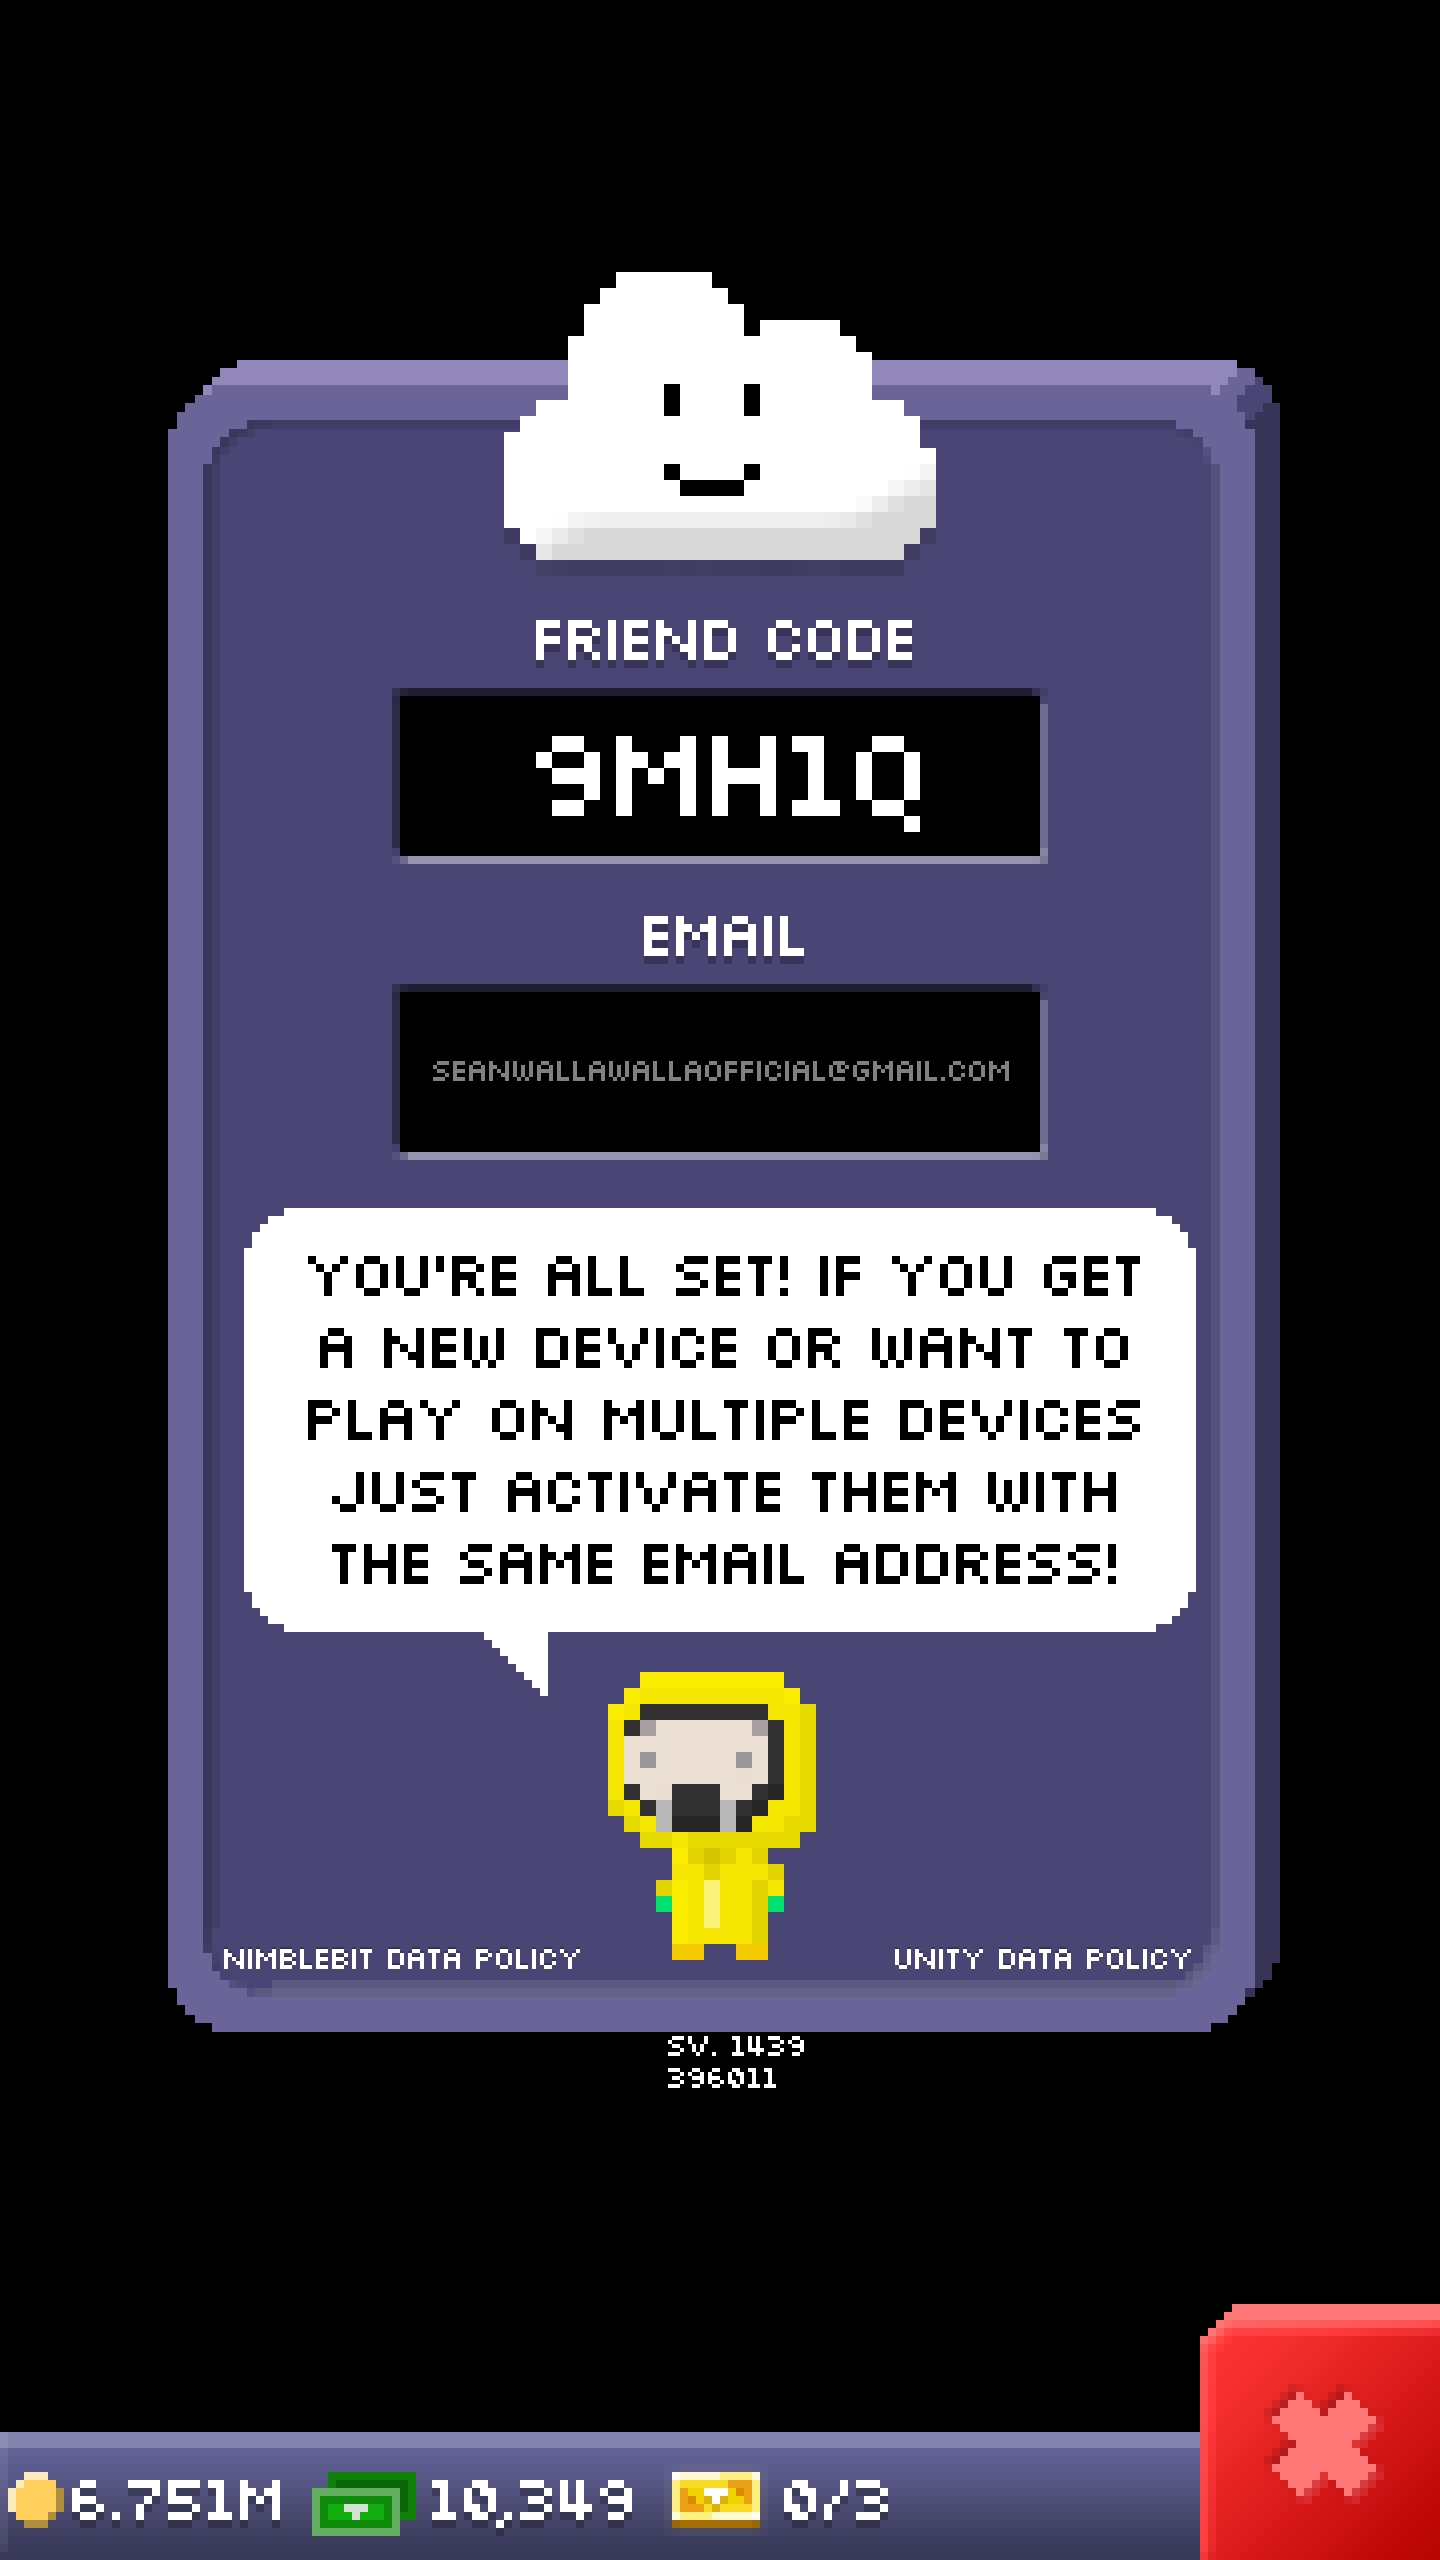 FRIEND CODE
9MH1Q
EMAIL
SEANWALLAWALLAOFFICIAL@GMAIL.COM
YOU'RE ALL SET! IF YOU GET
A NEW DEVICE OR WANT TO
PLAY ON MULTIPLE DEVICES
JUST ACTIVATE THEM WITH
THE SAME EMAIL ADDRESS!
NIMBLEBIT DATA POLICY
UNITY DATA POLICY
SV. 1439
396011
6.751M
10,349
0/3